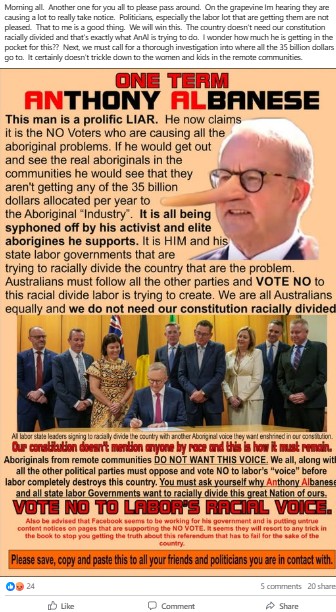 Morning all. Another one for you all to please pass around. On the grapevine Im hearing they are
causing a lot to really take notice. Politicians, especially the labor lot that are getting them are not
pleased. That to me is a good thing. We will win this. The country doesn't need our constitution
racially divided and that's exactly what AnAl is trying to do. I wonder how much he is getting in the
pocket for this?? Next, we must call for a thorough investigation into where all the 35 billion dollars
go to. It certainly doesn't trickle down to the women and kids in the remote communities.
ONE TERM
ANTHONY ALBANESE
This man is a prolific LIAR. He now claims
it is the NO Voters who are causing all the
aboriginal problems. If he would get out
and see the real aboriginals in the
communities he would see that they
aren't getting any of the 35 billion
dollars allocated per year to
the Aboriginal "Industry". It is all being
syphoned off by his activist and elite
aborigines he supports. It is HIM and his
state labor governments that are
trying to racially divide the country that are the problem.
Australians must follow all the other parties and VOTE NO to
this racial divide labor is trying to create. We are all Australians
equally and we do not need our constitution racially divided
All labor state leaders signing to racially divide the country with another Aboriginal voice they want enshrined in our constitution.
Our constitution doesn't mention anyone by race and this is how it must remain.
Aboriginals from remote communities DO NOT WANT THIS VOICE. We all, along with
all the other political parties must oppose and vote NO to labor's "voice" before
labor completely destroys this country. You must ask yourself why Anthony Albanese
and all state labor Governments want to racially divide this great Nation of ours.
VOTE NO TO LABOR'S RACIAL VOICE.
Also be advised that Facebook seems to be working for his government and is putting untrue
content notices on pages that are supporting the NO VOTE. It seems they will resort to any trick in
the book to stop you getting the truth about this referendum that has to fail for the sake of the
country.
Please save, copy and paste this to all your friends and politicians you are in contact with.
24
5 comments 20 share
Like
Comment
Share